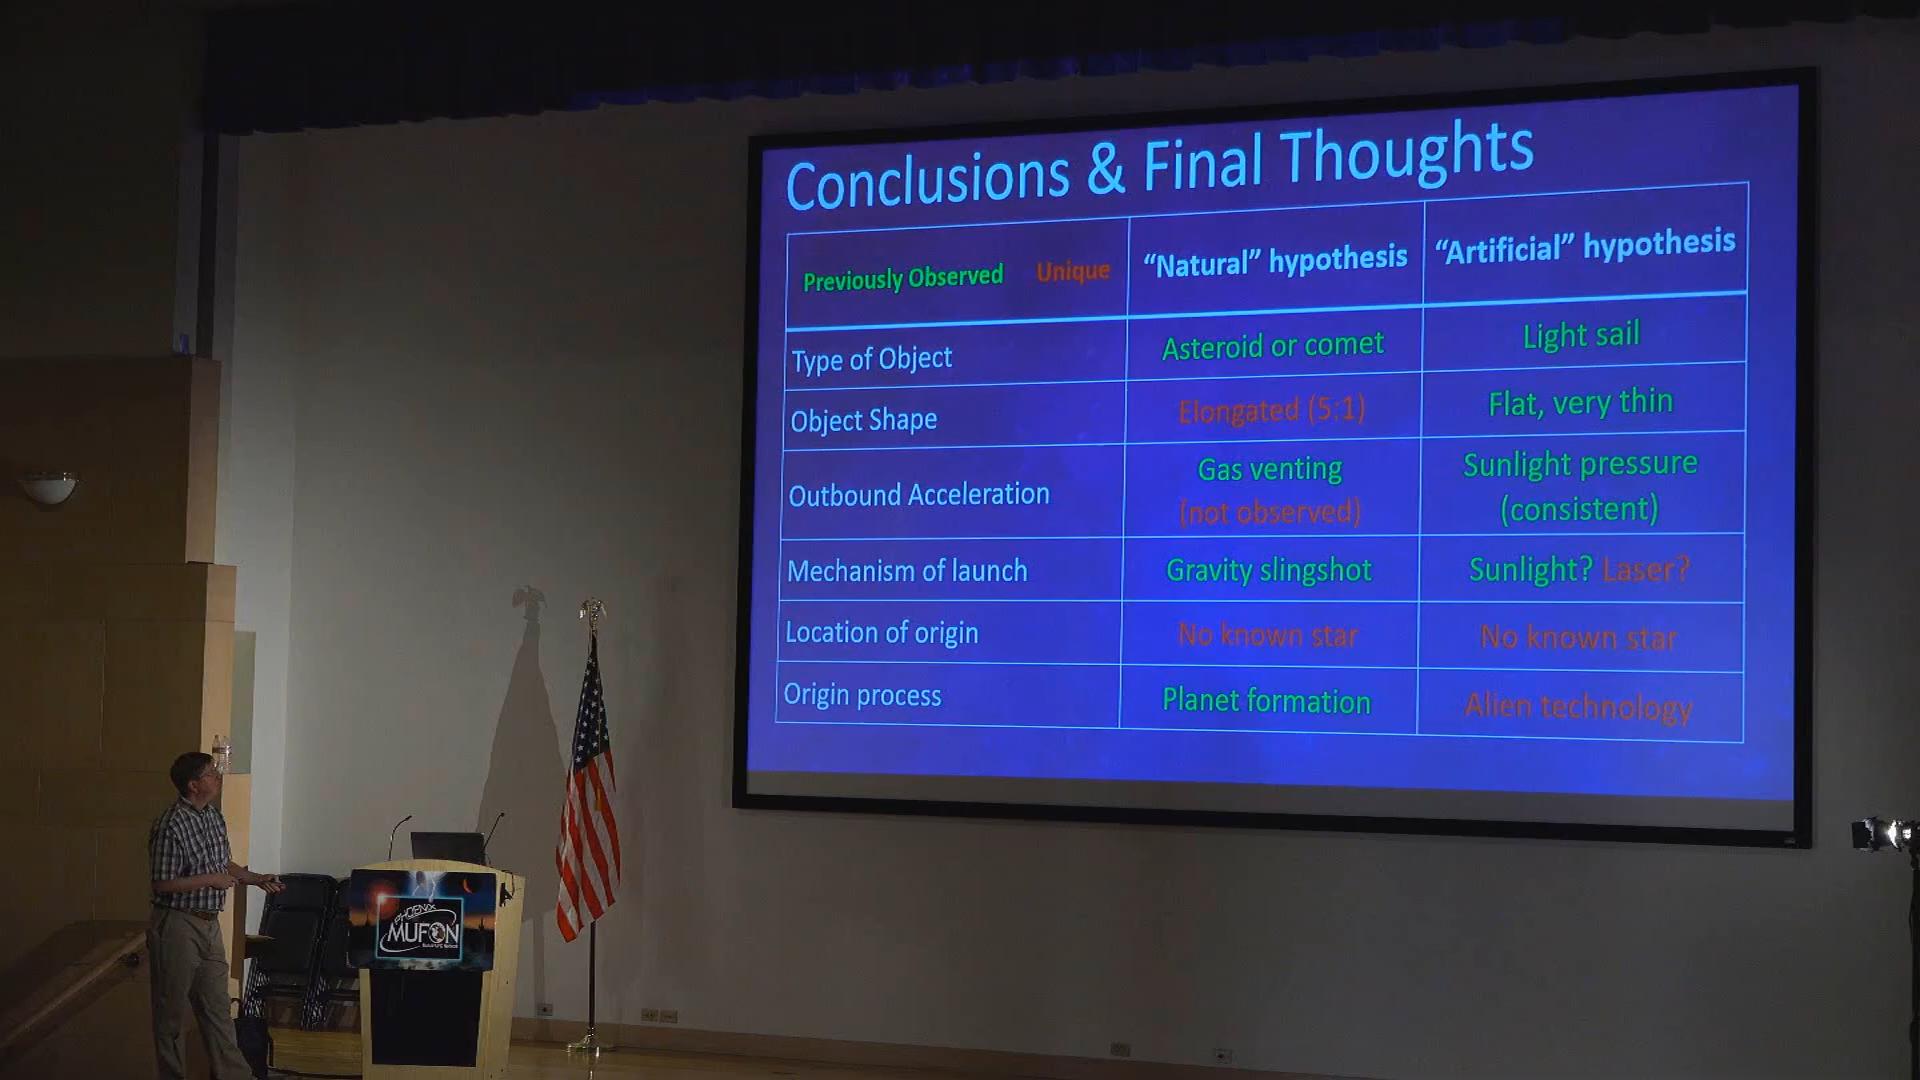 Conclusions & Final Thoughts
Previously Observed Unique
“Natural” hypothesis
“Artificial” hypothesis
Type of Object
Asteroid or comet
Light sail
Object Shape
Elongated (5:1)
Flat, very thin
Outbound Acceleration
Gas venting
(not observed)
Sunlight pressure
(consistent)
Mechanism of launch
Gravity slingshot
Sunlight? Laser?
Location of origin
No known star
No known star
Origin process
Planet formation
Alien technology
PHOENIX
MUFON